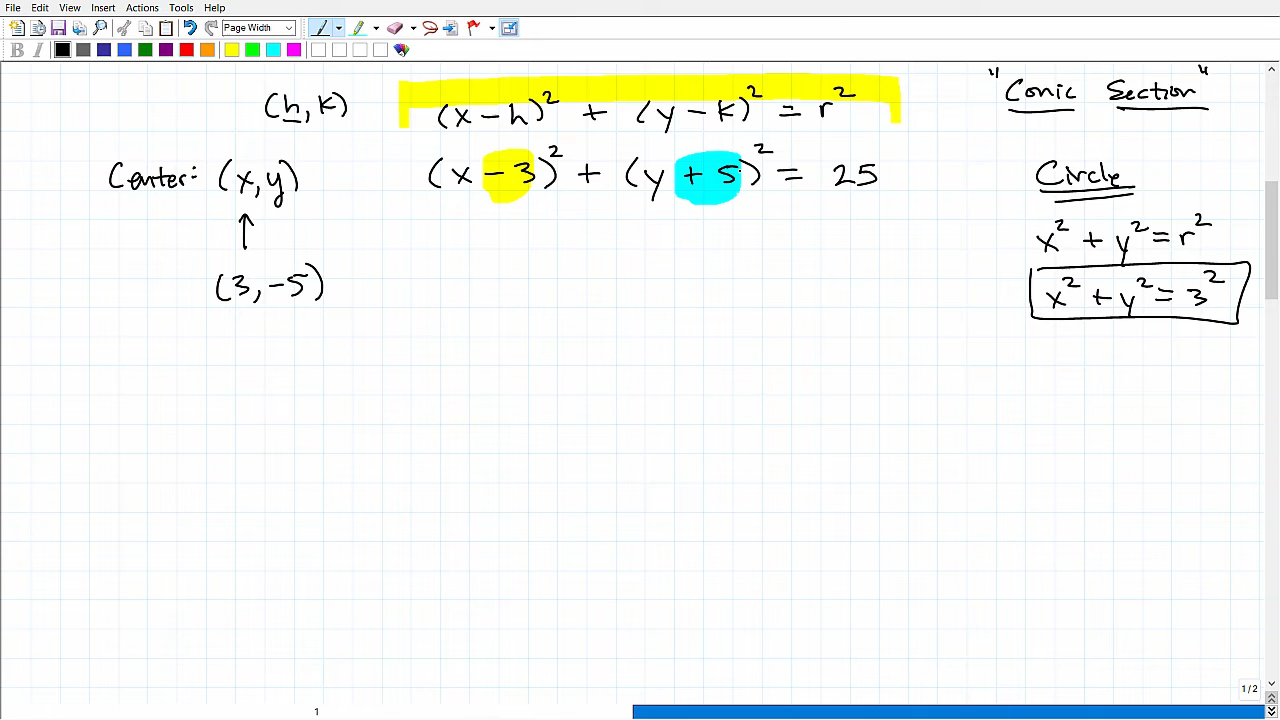 File Edit View Insert Actions Tools Help
Page Width
B I
(h, k) (x - h)² + (y - k)² = r²
Center: (x, y) (x - 3)² + (y + 5)² = 25
(3, -5)
"Conic Section"
Circle
x² + y² = r²
x² + y² = 3²
1/2
1